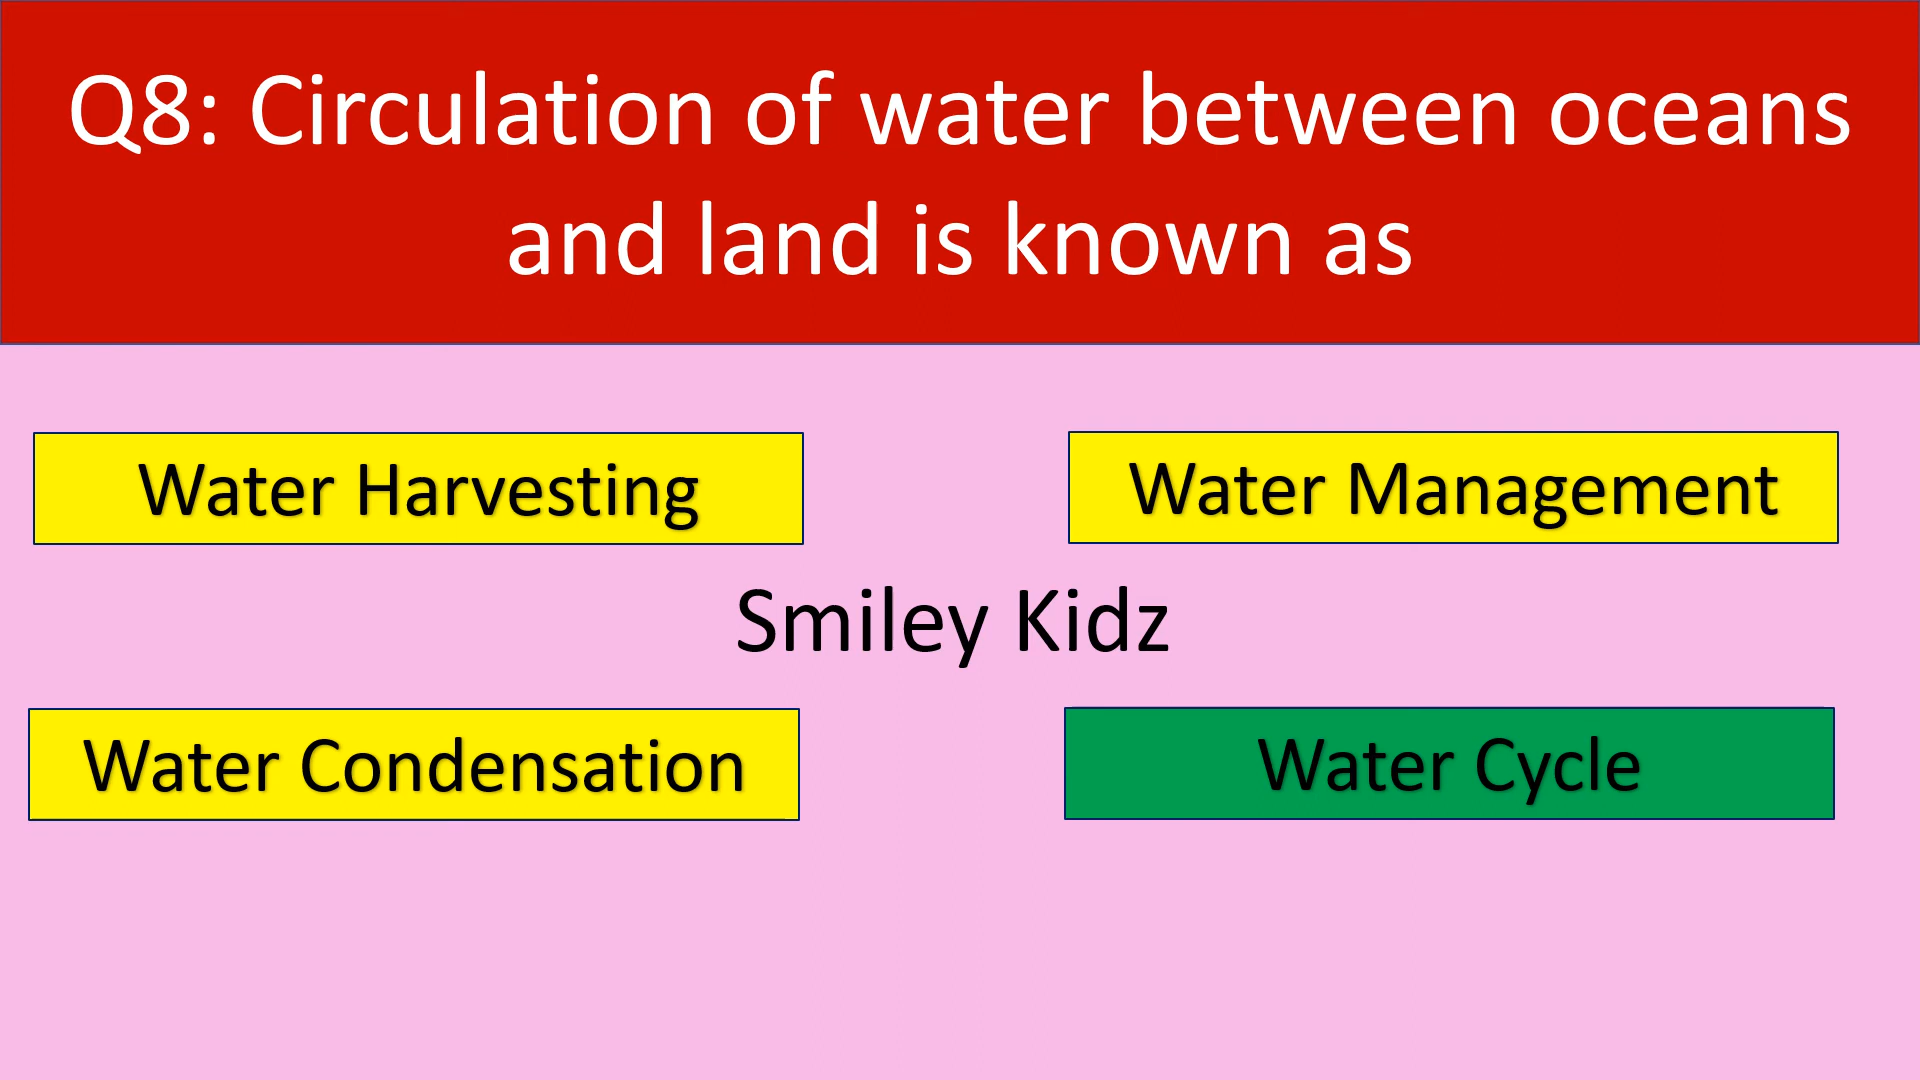 Q8: Circulation of water between oceans
and land is known as
Water Harvesting
Water Management
Smiley Kidz
Water Condensation
Water Cycle